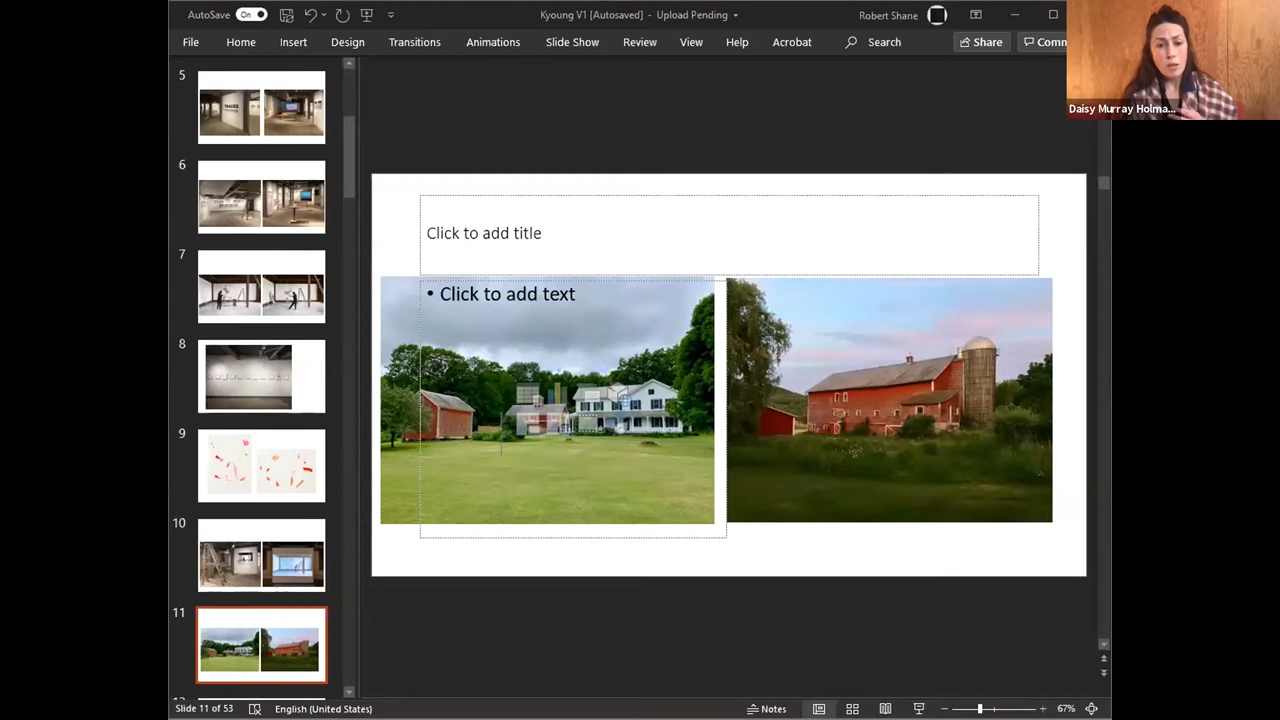 AutoSave On
Kyoung V1 [Autosaved] - Upload Pending
Robert Shane
File Home Insert Design Transitions Animations Slide Show Review View Help Acrobat Search Share Comm
Daisy Murray Holma...
5
6
7
8
9
10
11
Click to add title
• Click to add text
Slide 11 of 53 English (United States) Notes 67%